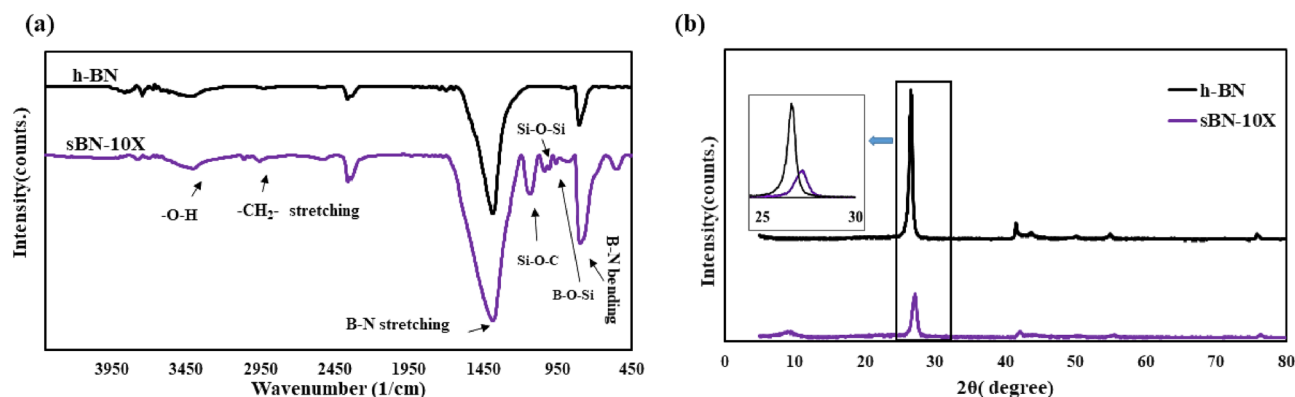 (a)
h-BN
sBN-10X
-O-H
-CH2- stretching
B-N stretching
Si-O-C
Si-O-Si
B-O-Si
B-N bending
Intensity(counts.)
3950 3450 2950 2450 1950 1450 950 450
Wavenumber (1/cm)
(b)
h-BN
sBN-10X
25 30
Intensity(counts.)
0 10 20 30 40 50 60 70 80
2θ( degree)